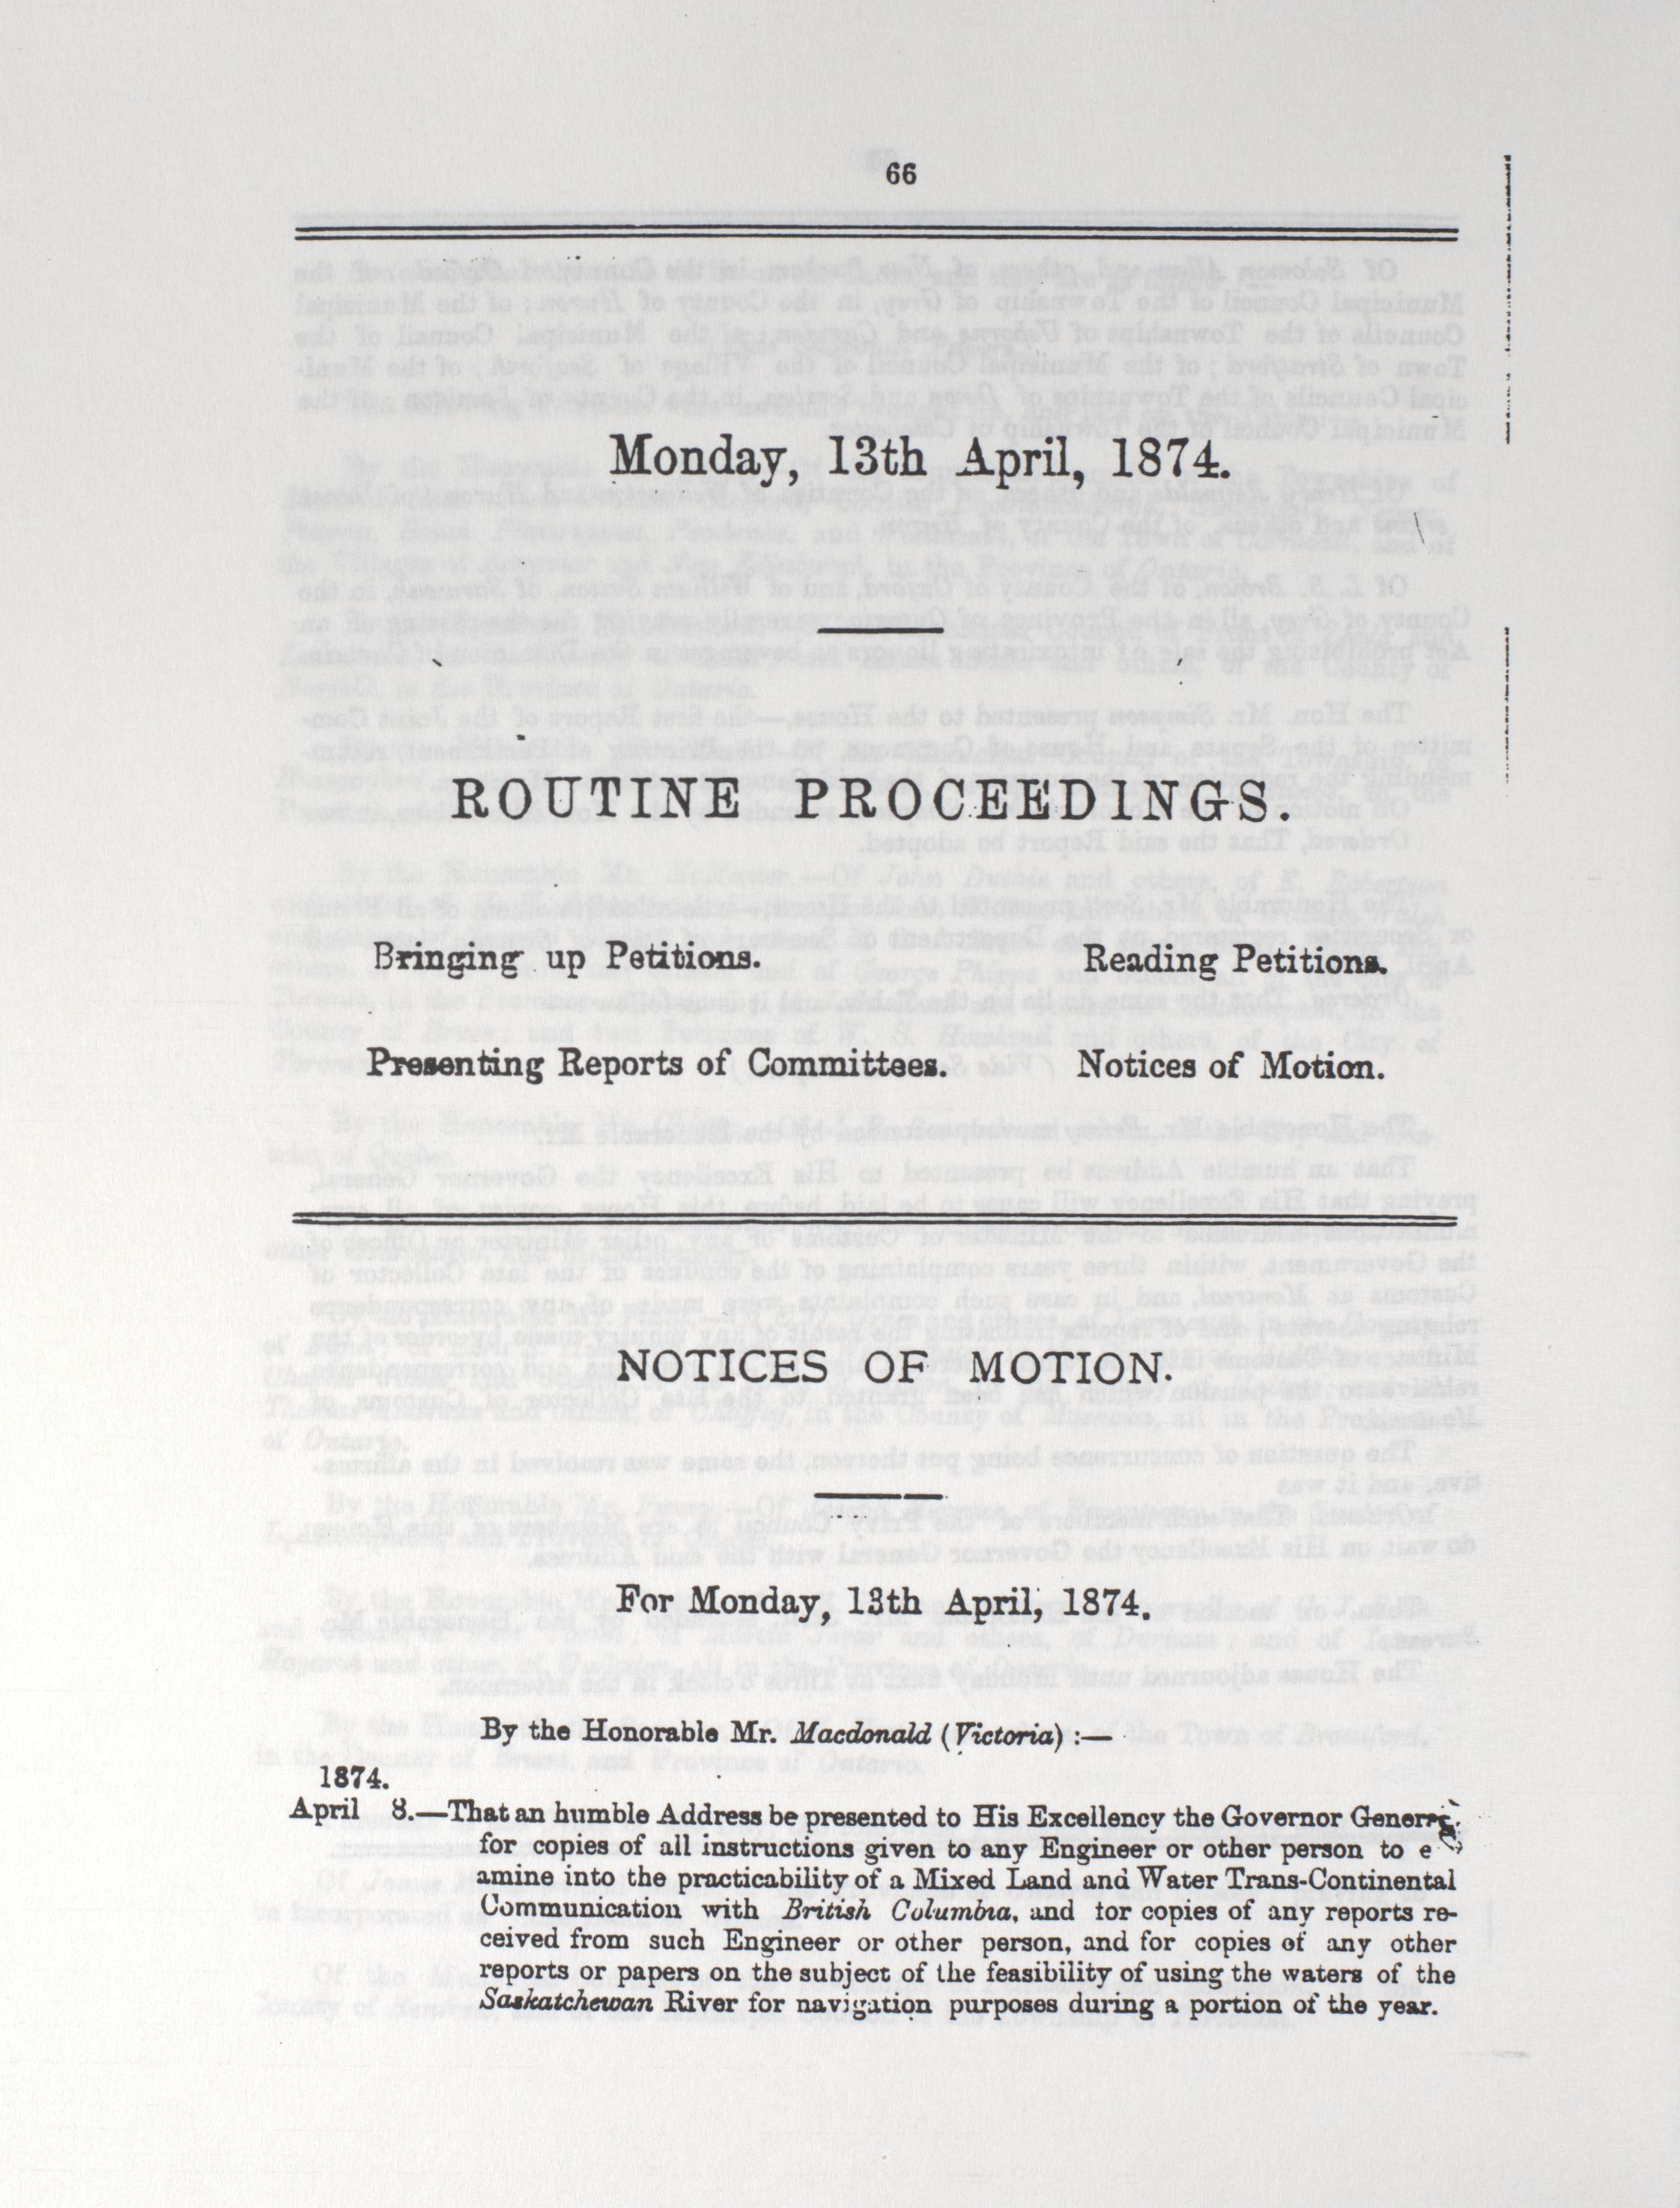 66
Monday, 13th April, 1874.
ROUTINE PROCEEDINGS.
Bringing up Petitions. Reading Petitions.
Presenting Reports of Committees. Notices of Motion.
NOTICES OF MOTION.
For Monday, 13th April, 1874.
By the Honorable Mr. Macdonald (Victoria) :—
1874.
April 8.—That an humble Address be presented to His Excellency the Governor
for copies of all instructions given to any Engineer or other person to e
amine into the practicability of a Mixed Land and Water Trans-Continental
Communication with British Columbia, and for copies of any reports re-
ceived from such Engineer or other person, and for copies of any other
reports or papers on the subject of the feasibility of using the waters of the
Saskatchewan River for navigation purposes during a portion of the year.